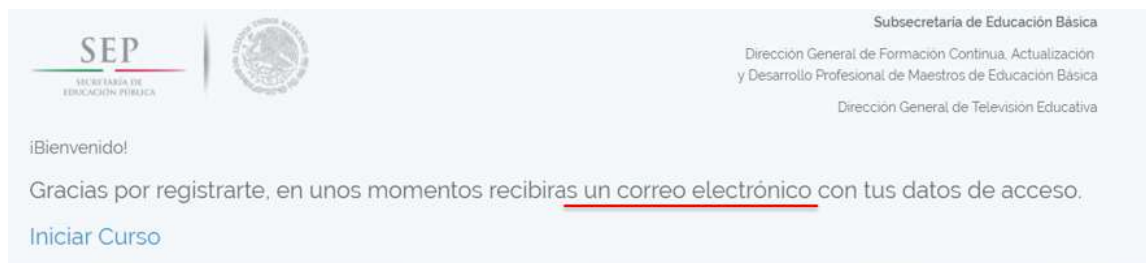 SEP
SECRETARÍA DE
EDUCACIÓN PÚBLICA
Subsecretaría de Educación Básica
Dirección General de Formación Continua, Actualización
y Desarrollo Profesional de Maestros de Educación Básica
Dirección General de Televisión Educativa
¡Bienvenido!
Gracias por registrarte, en unos momentos recibiras un correo electrónico con tus datos de acceso.
Iniciar Curso